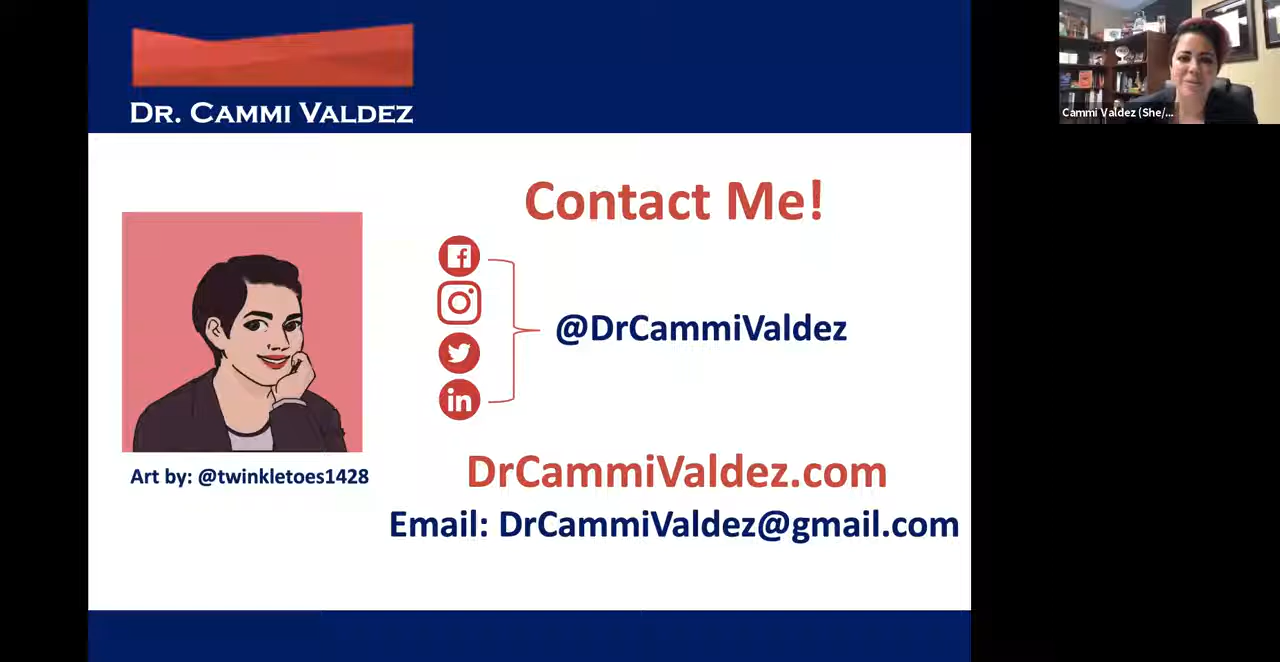 DR. CAMMI VALDEZ
Cammi Valdez (She/...
Contact Me!
@DrCammiValdez
Art by: @twinkletoes1428
DrCammiValdez.com
Email: DrCammiValdez@gmail.com